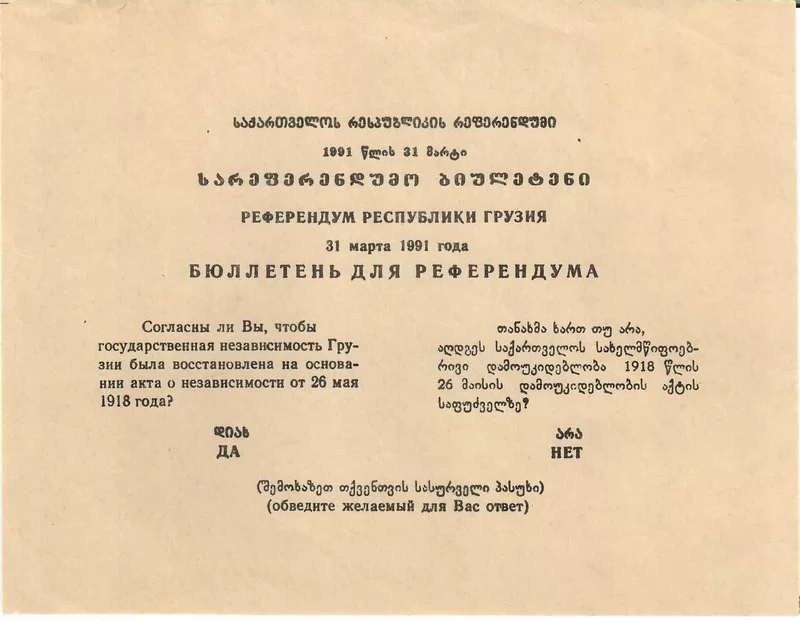 საქართველოს რესპუბლიკის რეფერენდუმი
1991 წლის 31 მარტი
სარეფერენდუმო ბიულეტენი
РЕФЕРЕНДУМ РЕСПУБЛИКИ ГРУЗИЯ
31 марта 1991 года
БЮЛЛЕТЕНЬ ДЛЯ РЕФЕРЕНДУМА
Согласны ли Вы, чтобы
государственная независимость Гру-
зии была восстановлена на основа-
нии акта о независимости от 26 мая
1918 года?
თანახმა ხართ თუ არა,
აღდგეს საქართველოს სახელმწიფოებ-
რივი დამოუკიდებლობა 1918 წლის
26 მაისის დამოუკიდებლობის აქტის
საფუძველზე?
დიახ
ДА
არა
НЕТ
(შემოხაზეთ თქვენთვის სასურველი პასუხი)
(обведите желаемый для Вас ответ)